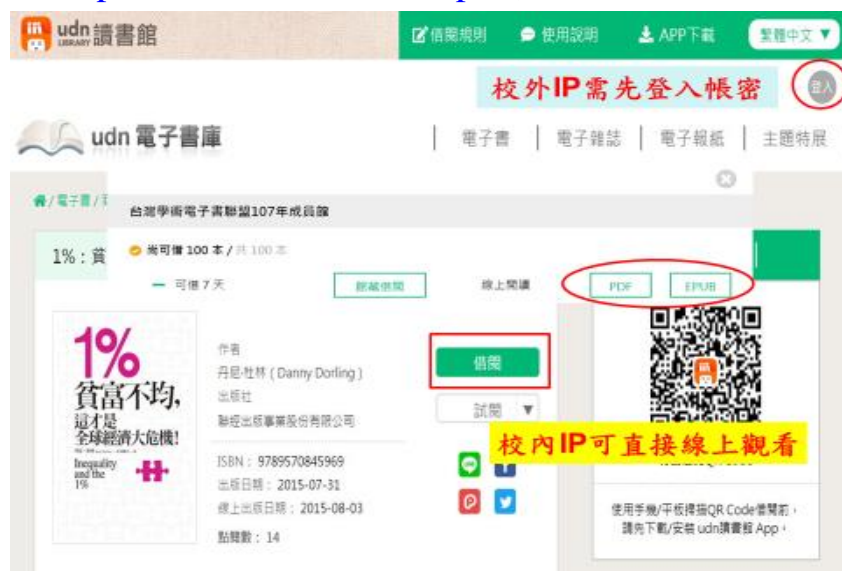 udn 讀書館
LIBRARY
借閱規則
使用說明
APP下載
繁體中文 ▼
校外IP需先登入帳密
登入
udn 電子書庫
電子書
電子雜誌
電子報紙
主題特展
/ 電子書 /
台灣學術電子書聯盟107年成員館
1% : 貧
尚可借 100 本 / 共 100 本
可借 7 天
館藏借閱
線上閱讀
PDF
EPUB
1%
貧富不均,
這才是
全球經濟大危機!
Inequality
and the
1%
作者
丹尼‧杜林 ( Danny Dorling )
出版社
聯經出版事業股份有限公司
借閱
試閱 ▼
校內IP可直接線上觀看
ISBN : 9789570845969
出版日期 : 2015-07-31
線上出版日期 : 2015-08-03
點閱數 : 14
使用手機/平板掃描QR Code借閱前，
請先下載/安裝 udn讀書館 App。